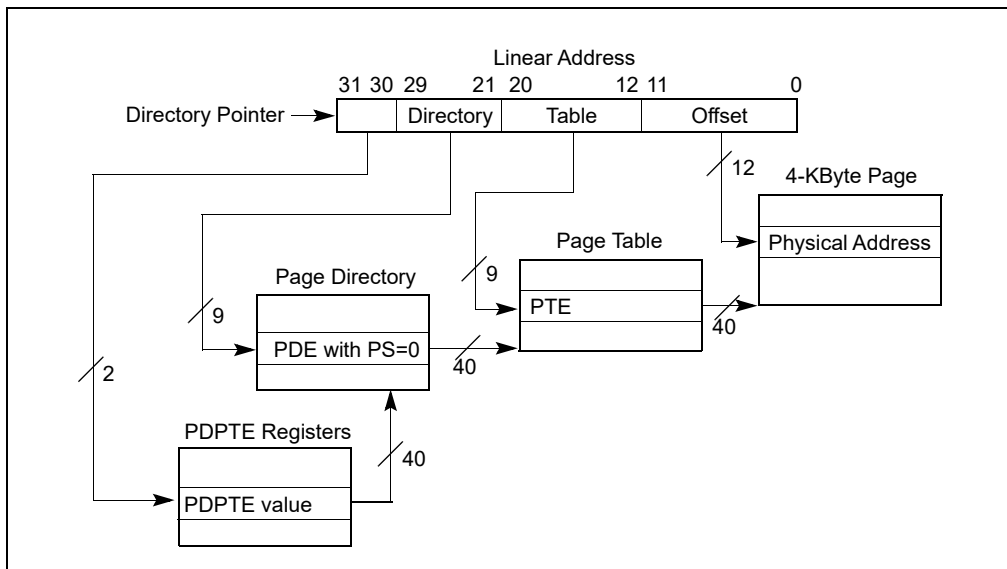 Linear Address
31 30 29 21 20 12 11 0
Directory Pointer
Directory Table Offset
12
4-KByte Page
Physical Address
Page Table
9
PTE
40
Page Directory
9
PDE with PS=0
40
2
PDPTE Registers
40
PDPTE value